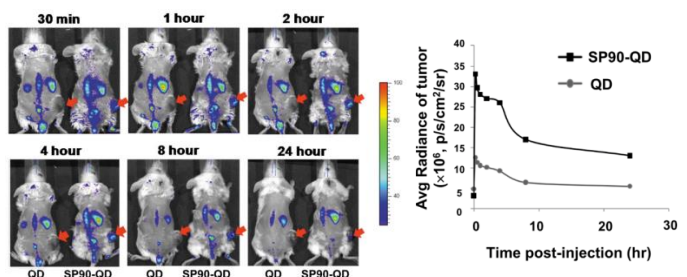 30 min
1 hour
2 hour
4 hour
8 hour
24 hour
QD SP90-QD QD SP90-QD QD SP90-QD
100
80
60
40
Avg Radiance of tumor
(×10⁶, p/s/cm²/sr)
40
35
30
25
20
15
10
5
0
SP90-QD
QD
0 10 20 30
Time post-injection (hr)